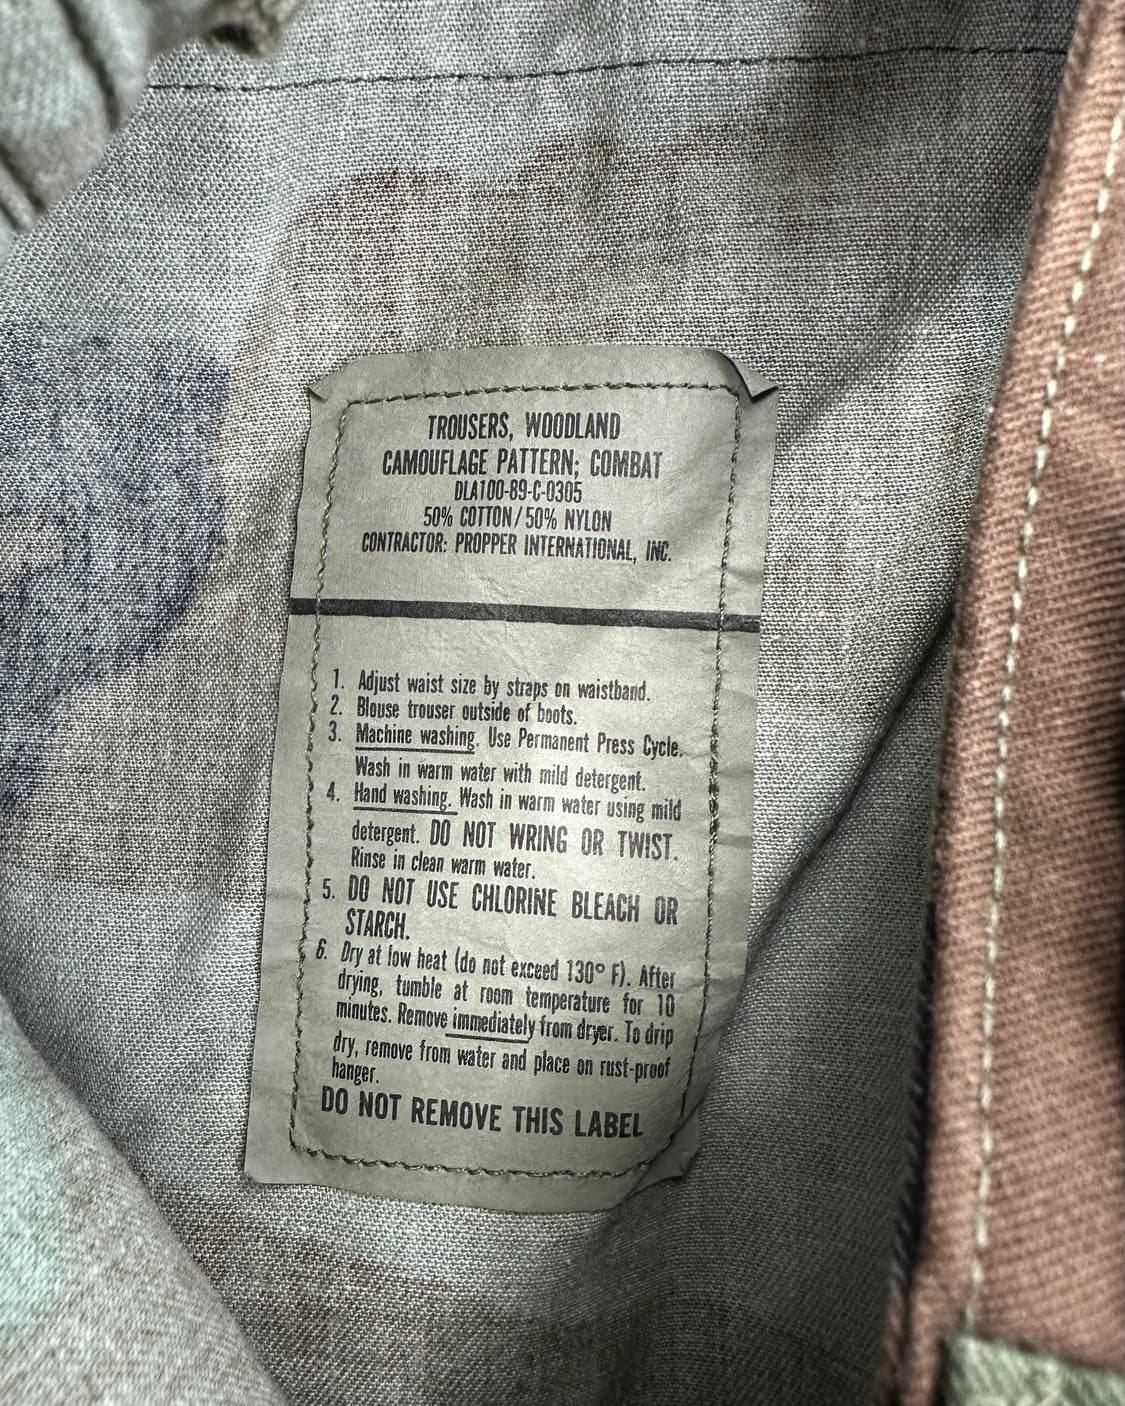 TROUSERS, WOODLAND
CAMOUFLAGE PATTERN; COMBAT
DLA100-89-C-0305
50% COTTON/50% NYLON
CONTRACTOR: PROPPER INTERNATIONAL, INC.
1. Adjust waist size by straps on waistband.
2. Blouse trouser outside of boots.
3. Machine washing. Use Permanent Press Cycle.
Wash in warm water with mild detergent.
4. Hand washing. Wash in warm water using mild
detergent. DO NOT WRING OR TWIST.
Rinse in clean warm water.
5. DO NOT USE CHLORINE BLEACH OR
STARCH.
6. Dry at low heat (do not exceed 130° F). After
drying, tumble at room temperature for 10
minutes. Remove immediately from dryer. To drip
dry, remove from water and place on rust-proof
hanger.
DO NOT REMOVE THIS LABEL